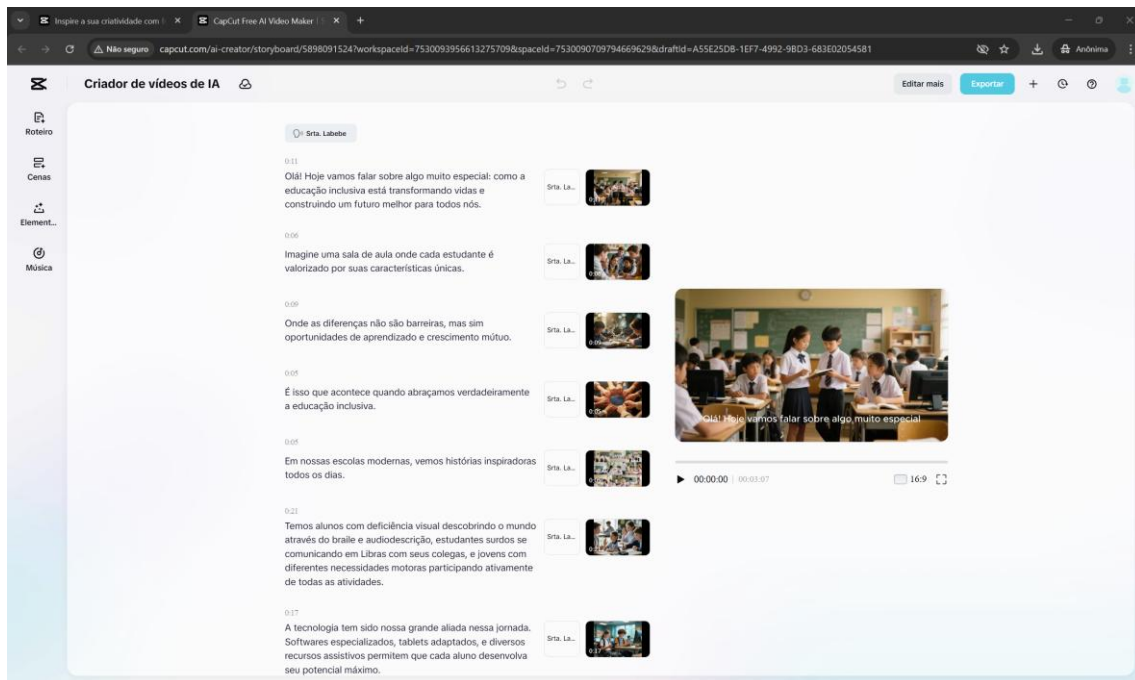 Inspire a sua criatividade com
CapCut Free AI Video Maker |
Não seguro
capcut.com/ai-creator/storyboard/5898091524?workspaceId=7530093956613275709&spaceId=7530090709794669629&draftId=A55E25DB-1EF7-4992-9BD3-683E02054581
Anônima
Criador de vídeos de IA
Editar mais
Exportar
Roteiro
Cenas
Element...
Música
Srta. Labebe
0:11
Olá! Hoje vamos falar sobre algo muito especial: como a
educação inclusiva está transformando vidas e
construindo um futuro melhor para todos nós.
Srta. La...
0:06
Imagine uma sala de aula onde cada estudante é
valorizado por suas características únicas.
Srta. La...
0:09
Onde as diferenças não são barreiras, mas sim
oportunidades de aprendizado e crescimento mútuo.
Srta. La...
0:09
0:05
É isso que acontece quando abraçamos verdadeiramente
a educação inclusiva.
Srta. La...
0:05
0:05
Em nossas escolas modernas, vemos histórias inspiradoras
todos os dias.
Srta. La...
0:21
Temos alunos com deficiência visual descobrindo o mundo
através do braile e audiodescrição, estudantes surdos se
comunicando em Libras com seus colegas, e jovens com
diferentes necessidades motoras participando ativamente
de todas as atividades.
Srta. La...
0:17
A tecnologia tem sido nossa grande aliada nessa jornada.
Softwares especializados, tablets adaptados, e diversos
recursos assistivos permitem que cada aluno desenvolva
seu potencial máximo.
Srta. La...
0:17
Olá! Hoje vamos falar sobre algo muito especial
00:00:00 | 00:03:07
16:9